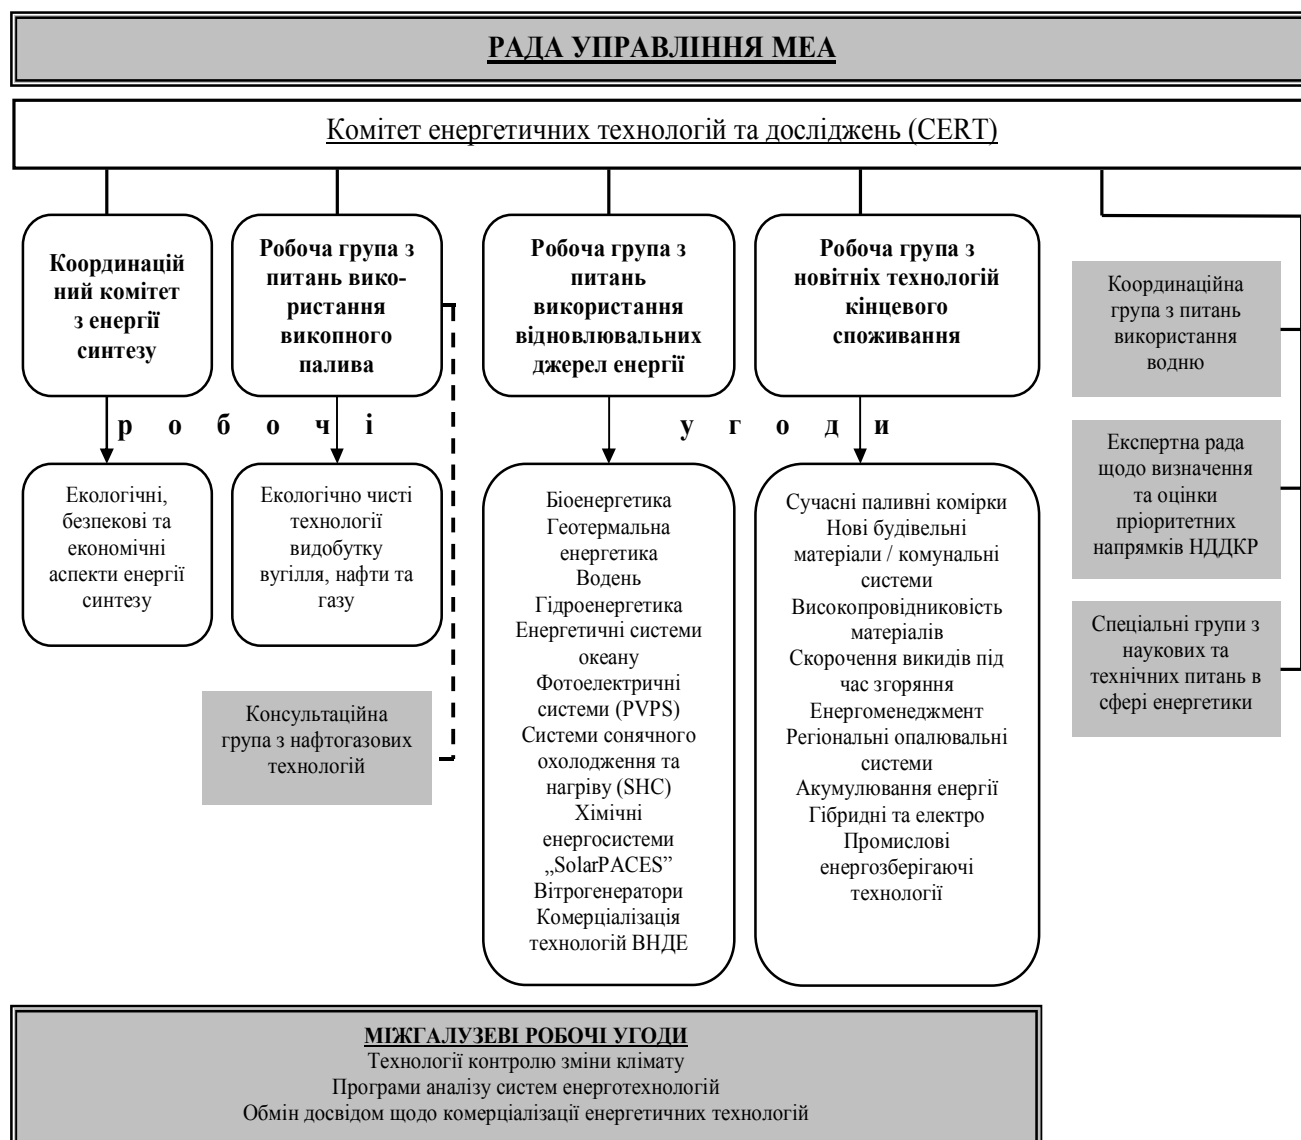 РАДА УПРАВЛІННЯ МЕА
Комітет енергетичних технологій та досліджень (CERT)
Координацій
ний комітет
з енергії
синтезу
Робоча група з
питань вико-
ристання
викопного
палива
Робоча група з
питань
використання
відновлювальних
джерел енергії
Робоча група з
новітніх технологій
кінцевого
споживання
Координаційна
група з питань
використання
водню
Експертна рада
щодо визначення
та оцінки
пріоритетних
напрямків НДДКР
Спеціальні групи з
наукових та
технічних питань в
сфері енергетики
р о б о ч і у г о д и
Екологічні,
безпекові та
економічні
аспекти енергії
синтезу
Екологічно чисті
технології
видобутку
вугілля, нафти та
газу
Консультаційна
група з нафтогазових
технологій
Біоенергетика
Геотермальна
енергетика
Водень
Гідроенергетика
Енергетичні системи
океану
Фотоелектричні
системи (PVPS)
Системи сонячного
охолодження та
нагріву (SHC)
Хімічні
енергосистеми
„SolarPACES”
Вітрогенератори
Комерціалізація
технологій ВНДЕ
Сучасні паливні комірки
Нові будівельні
матеріали / комунальні
системи
Високопровідниковість
матеріалів
Скорочення викидів під
час згоряння
Енергоменеджмент
Регіональні опалювальні
системи
Акумулювання енергії
Гібридні та електро
Промислові
енергозберігаючі
технології
МІЖГАЛУЗЕВІ РОБОЧІ УГОДИ
Технології контролю зміни клімату
Програми аналізу систем енерготехнологій
Обмін досвідом щодо комерціалізації енергетичних технологій